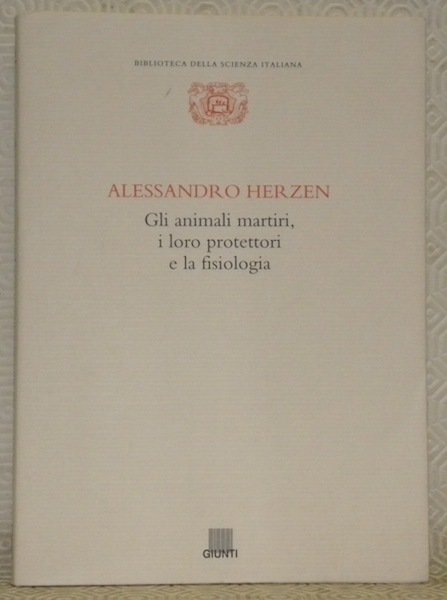 BIBLIOTECA DELLA SCIENZA ITALIANA
ALESSANDRO HERZEN
Gli animali martiri,
i loro protettori
e la fisiologia
GIUNTI